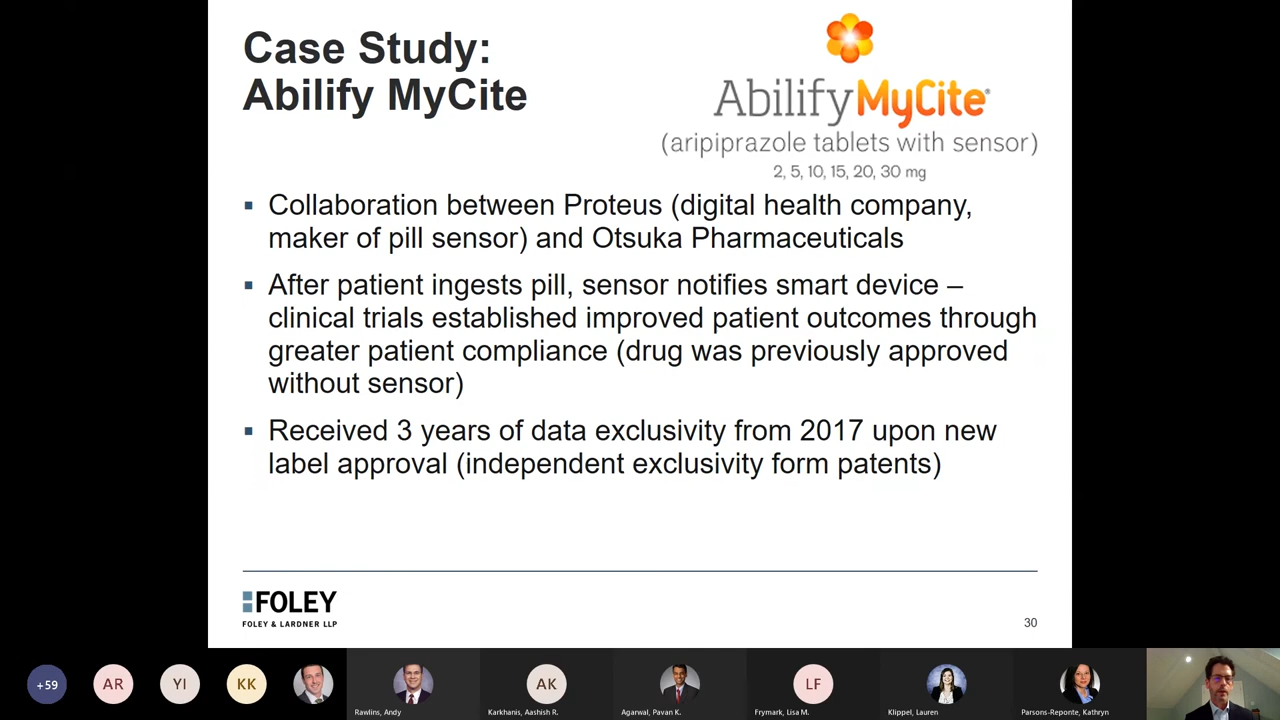 Case Study:
Abilify MyCite
Abilify MyCite®
(aripiprazole tablets with sensor)
2, 5, 10, 15, 20, 30 mg
▪ Collaboration between Proteus (digital health company,
maker of pill sensor) and Otsuka Pharmaceuticals
▪ After patient ingests pill, sensor notifies smart device –
clinical trials established improved patient outcomes through
greater patient compliance (drug was previously approved
without sensor)
▪ Received 3 years of data exclusivity from 2017 upon new
label approval (independent exclusivity form patents)
FOLEY
FOLEY & LARDNER LLP
30
+59
AR
YI
KK
AK
LF
Rawlins, Andy
Karkhanis, Aashish R.
Agarwal, Pavan K.
Frymark, Lisa M.
Klippel, Lauren
Parsons-Reponte, Kathryn